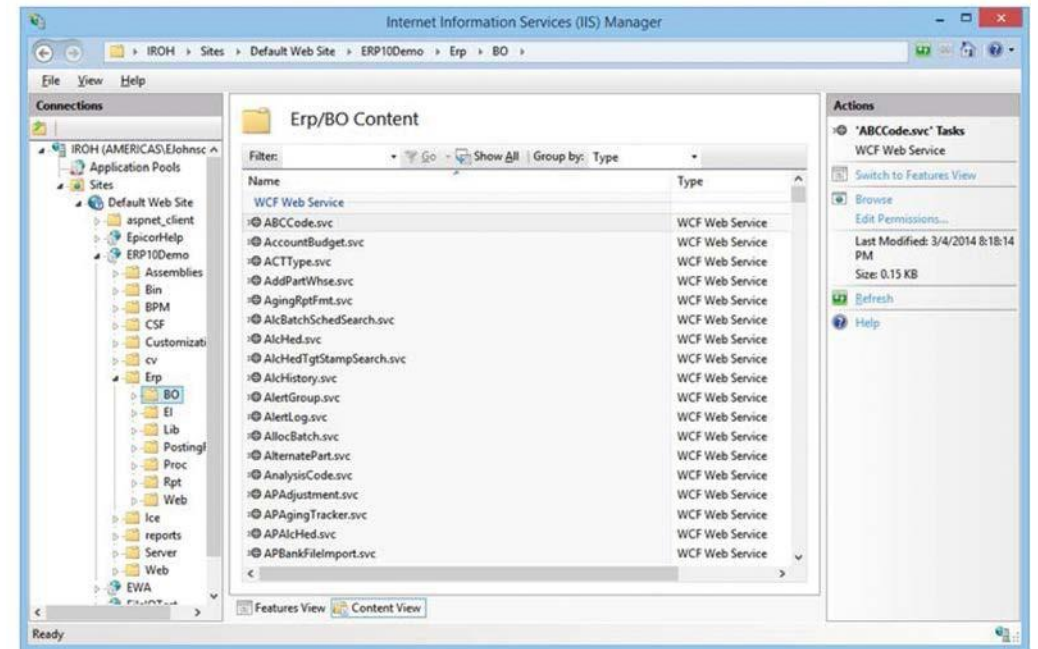 Internet Information Services (IIS) Manager
IROH Sites Default Web Site ERP10Demo Erp BO
File View Help
Connections
IROH (AMERICAS\EJohnsc
Application Pools
Sites
Default Web Site
aspnet_client
EpicorHelp
ERP10Demo
Assemblies
Bin
BPM
CSF
Customizati
cv
Erp
BO
EI
Lib
PostingE
Proc
Rpt
Web
Ice
reports
Server
Web
EWA
Erp/BO Content
Filter: Go Show All Group by: Type
Name Type
WCF Web Service
ABCCode.svc WCF Web Service
AccountBudget.svc WCF Web Service
ACTType.svc WCF Web Service
AddPartWhse.svc WCF Web Service
AgingRptFmt.svc WCF Web Service
AlcBatchSchedSearch.svc WCF Web Service
AlcHed.svc WCF Web Service
AlcHedTgtStampSearch.svc WCF Web Service
AlcHistory.svc WCF Web Service
AlertGroup.svc WCF Web Service
AlertLog.svc WCF Web Service
AllocBatch.svc WCF Web Service
AlternatePart.svc WCF Web Service
AnalysisCode.svc WCF Web Service
APAdjustment.svc WCF Web Service
APAgingTracker.svc WCF Web Service
APAlcHed.svc WCF Web Service
APBankFileImport.svc WCF Web Service
Features View Content View
Actions
'ABCCode.svc' Tasks
WCF Web Service
Switch to Features View
Browse
Edit Permissions...
Last Modified: 3/4/2014 8:18:14
PM
Size: 0.15 KB
Refresh
Help
Ready